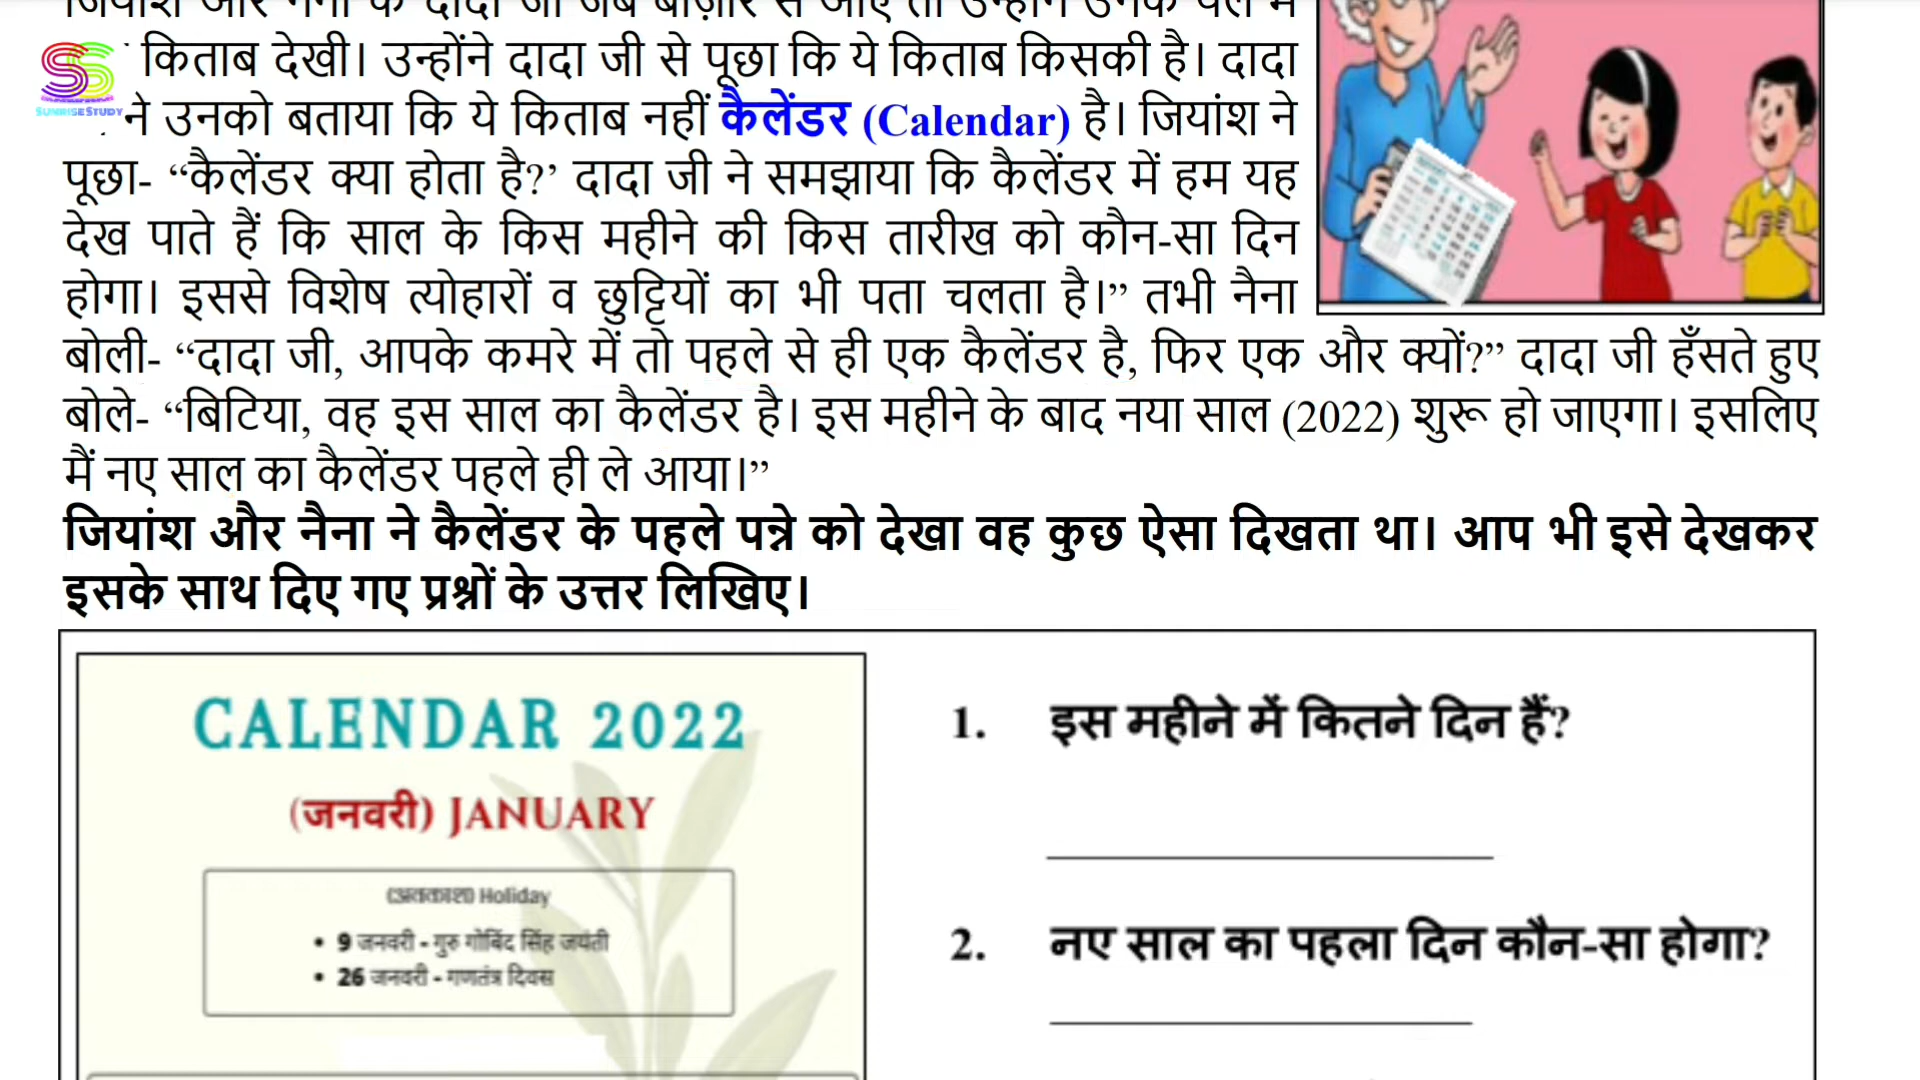 किताब देखी। उन्होंने दादा जी से पूछा कि ये किताब किसकी है। दादा
ने उनको बताया कि ये किताब नहीं कैलेंडर (Calendar) है। जियांश ने
पूछा- “कैलेंडर क्या होता है?’ दादा जी ने समझाया कि कैलेंडर में हम यह
देख पाते हैं कि साल के किस महीने की किस तारीख को कौन-सा दिन
होगा। इससे विशेष त्योहारों व छुट्टियों का भी पता चलता है।” तभी नैना
बोली- “दादा जी, आपके कमरे में तो पहले से ही एक कैलेंडर है, फिर एक और क्यों?” दादा जी हँसते हुए
बोले- “बिटिया, वह इस साल का कैलेंडर है। इस महीने के बाद नया साल (2022) शुरू हो जाएगा। इसलिए
मैं नए साल का कैलेंडर पहले ही ले आया।”
जियांश और नैना ने कैलेंडर के पहले पन्ने को देखा वह कुछ ऐसा दिखता था। आप भी इसे देखकर
इसके साथ दिए गए प्रश्नों के उत्तर लिखिए।
SUNRISESTUDY
CALENDAR 2022
(जनवरी) JANUARY
(अवकाश) Holiday
• 9 जनवरी - गुरु गोबिंद सिंह जयंती
• 26 जनवरी - गणतंत्र दिवस
1. इस महीने में कितने दिन हैं?
2. नए साल का पहला दिन कौन-सा होगा?